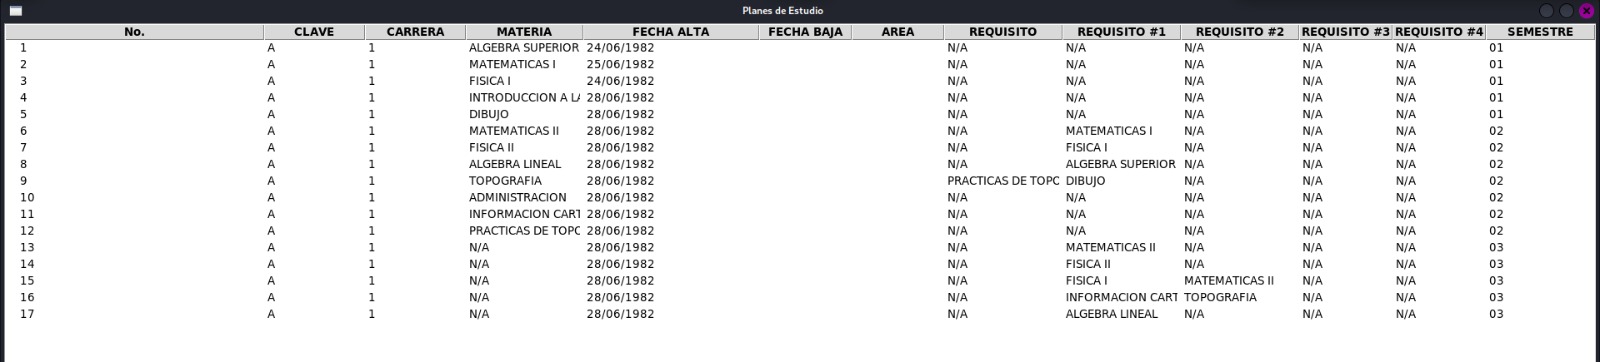 Planes de Estudio
No. CLAVE CARRERA MATERIA FECHA ALTA FECHA BAJA AREA REQUISITO REQUISITO #1 REQUISITO #2 REQUISITO #3 REQUISITO #4 SEMESTRE
1 A 1 ALGEBRA SUPERIOR 24/06/1982 N/A N/A N/A N/A N/A 01
2 A 1 MATEMATICAS I 25/06/1982 N/A N/A N/A N/A N/A 01
3 A 1 FISICA I 24/06/1982 N/A N/A N/A N/A N/A 01
4 A 1 INTRODUCCION A LA 28/06/1982 N/A N/A N/A N/A N/A 01
5 A 1 DIBUJO 28/06/1982 N/A N/A N/A N/A N/A 01
6 A 1 MATEMATICAS II 28/06/1982 N/A MATEMATICAS I N/A N/A N/A 02
7 A 1 FISICA II 28/06/1982 N/A FISICA I N/A N/A N/A 02
8 A 1 ALGEBRA LINEAL 28/06/1982 N/A ALGEBRA SUPERIOR N/A N/A N/A 02
9 A 1 TOPOGRAFIA 28/06/1982 PRACTICAS DE TOPO DIBUJO N/A N/A N/A 02
10 A 1 ADMINISTRACION 28/06/1982 N/A N/A N/A N/A N/A 02
11 A 1 INFORMACION CART 28/06/1982 N/A N/A N/A N/A N/A 02
12 A 1 PRACTICAS DE TOPO 28/06/1982 N/A N/A N/A N/A N/A 02
13 A 1 N/A 28/06/1982 N/A MATEMATICAS II N/A N/A N/A 03
14 A 1 N/A 28/06/1982 N/A FISICA II N/A N/A N/A 03
15 A 1 N/A 28/06/1982 N/A FISICA I MATEMATICAS II N/A N/A 03
16 A 1 N/A 28/06/1982 N/A INFORMACION CART TOPOGRAFIA N/A N/A 03
17 A 1 N/A 28/06/1982 N/A ALGEBRA LINEAL N/A N/A N/A 03